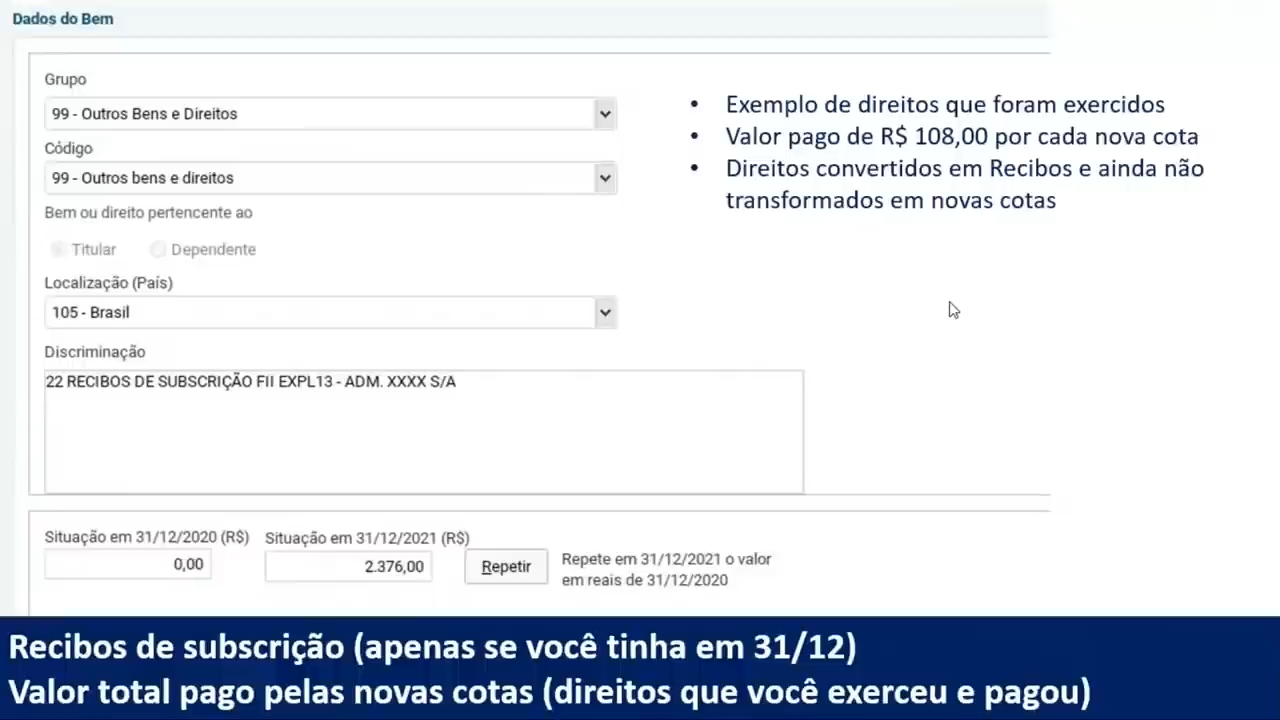 Dados do Bem
Grupo
99 - Outros Bens e Direitos
Código
99 - Outros bens e direitos
Bem ou direito pertencente ao
Titular Dependente
Localização (País)
105 - Brasil
Discriminação
22 RECIBOS DE SUBSCRIÇÃO FII EXPL13 - ADM. XXXX S/A
• Exemplo de direitos que foram exercidos
• Valor pago de R$ 108,00 por cada nova cota
• Direitos convertidos em Recibos e ainda não
transformados em novas cotas
Situação em 31/12/2020 (R$) Situação em 31/12/2021 (R$)
0,00 2.376,00 Repetir
Repete em 31/12/2021 o valor
em reais de 31/12/2020
Recibos de subscrição (apenas se você tinha em 31/12)
Valor total pago pelas novas cotas (direitos que você exerceu e pagou)